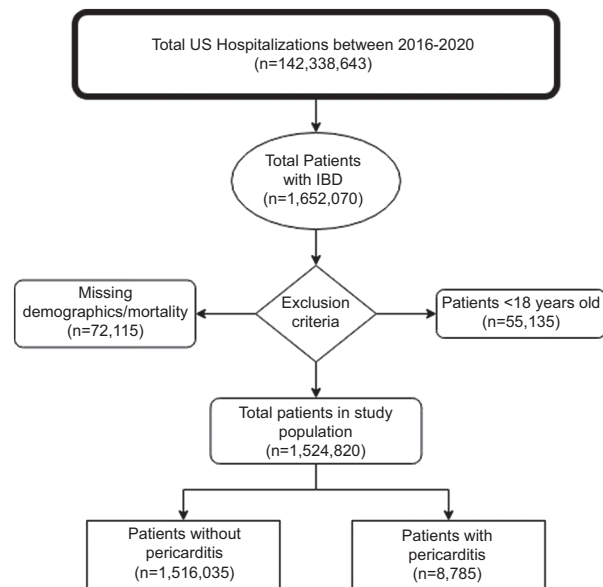 Total US Hospitalizations between 2016-2020
(n=142,338,643)
Total Patients
with IBD
(n=1,652,070)
Missing
demographics/mortality
(n=72,115)
Exclusion
criteria
Patients <18 years old
(n=55,135)
Total patients in study
population
(n=1,524,820)
Patients without
pericarditis
(n=1,516,035)
Patients with
pericarditis
(n=8,785)